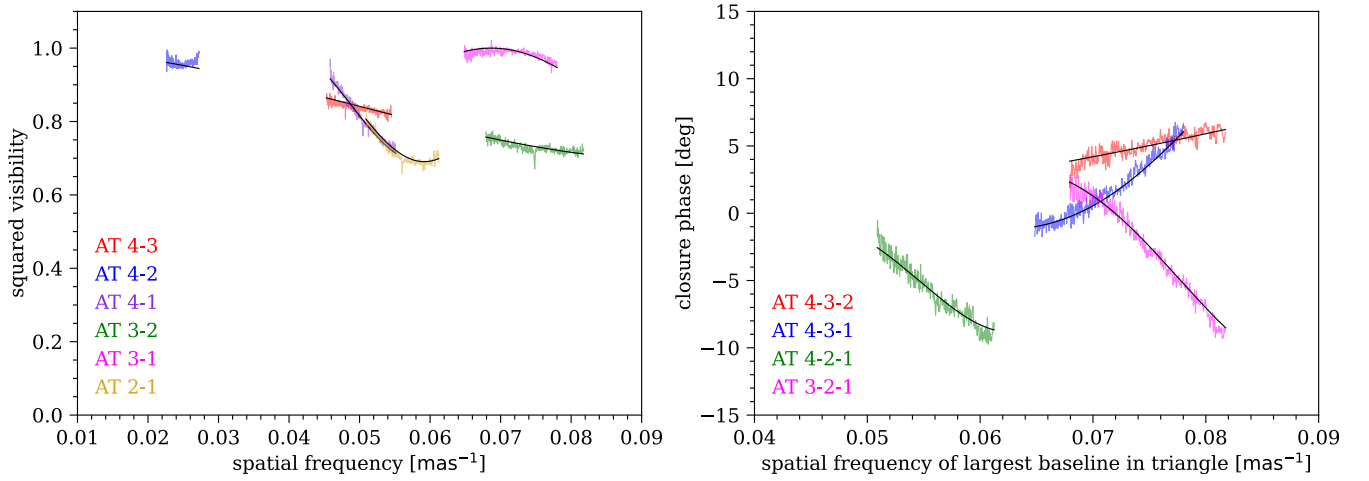 squared visibility
1.0
0.8
0.6
0.4
0.2
0.0
AT 4-3
AT 4-2
AT 4-1
AT 3-2
AT 3-1
AT 2-1
0.01 0.02 0.03 0.04 0.05 0.06 0.07 0.08 0.09
spatial frequency [mas⁻¹]
closure phase [deg]
15
10
5
0
−5
−10
−15
AT 4-3-2
AT 4-3-1
AT 4-2-1
AT 3-2-1
0.04 0.05 0.06 0.07 0.08 0.09
spatial frequency of largest baseline in triangle [mas⁻¹]